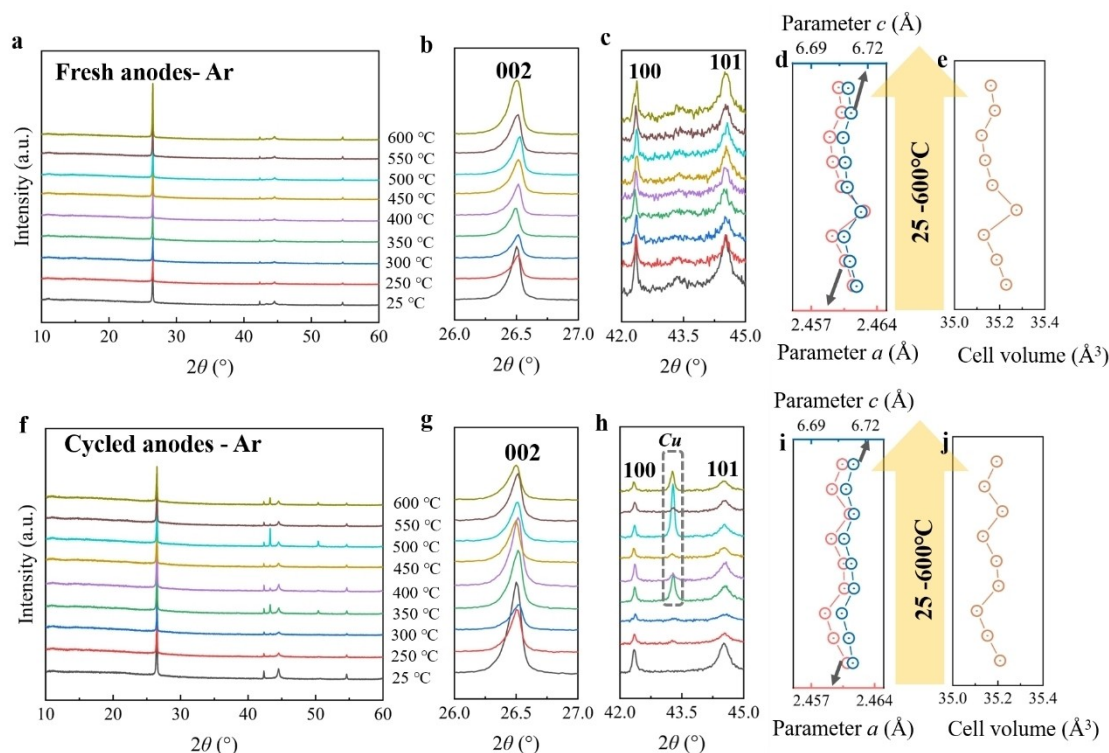 a
Fresh anodes- Ar
600 °C
550 °C
500 °C
450 °C
400 °C
350 °C
300 °C
250 °C
25 °C
Intensity (a.u.)
10 20 30 40 50 60
2θ (°)
b
002
26.0 26.5 27.0
2θ (°)
c
100 101
42.0 43.5 45.0
2θ (°)
Parameter c (Å)
6.69 6.72
d
2.457 2.464
Parameter a (Å)
25 -600°C
e
35.0 35.2 35.4
Cell volume (Å³)
f
Cycled anodes - Ar
600 °C
550 °C
500 °C
450 °C
400 °C
350 °C
300 °C
250 °C
25 °C
Intensity (a.u.)
10 20 30 40 50 60
2θ (°)
g
002
26.0 26.5 27.0
2θ (°)
h
Cu
100 101
42.0 43.5 45.0
2θ (°)
Parameter c (Å)
6.69 6.72
i
2.457 2.464
Parameter a (Å)
25 -600°C
j
35.0 35.2 35.4
Cell volume (Å³)